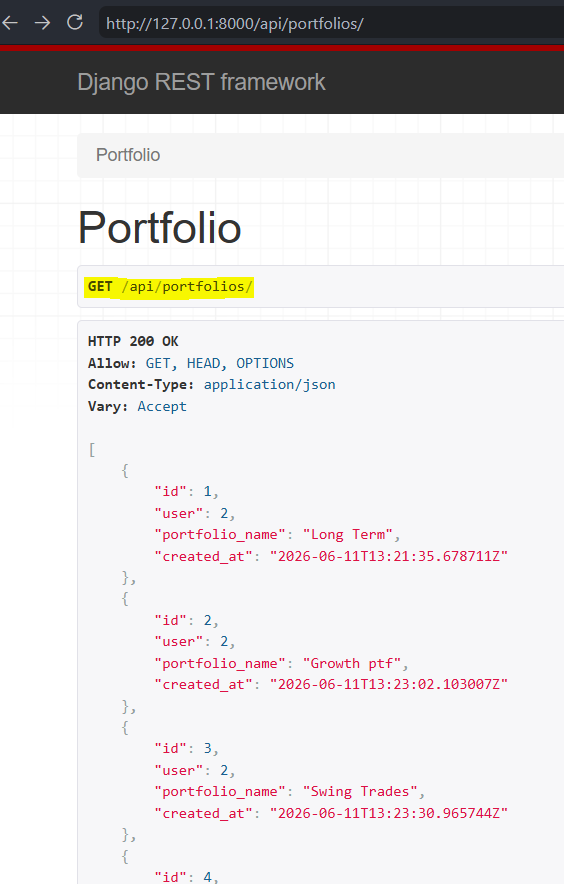 http://127.0.0.1:8000/api/portfolios/
Django REST framework
Portfolio
Portfolio
GET /api/portfolios/
HTTP 200 OK
Allow: GET, HEAD, OPTIONS
Content-Type: application/json
Vary: Accept
[
    {
        "id": 1,
        "user": 2,
        "portfolio_name": "Long Term",
        "created_at": "2026-06-11T13:21:35.678711Z"
    },
    {
        "id": 2,
        "user": 2,
        "portfolio_name": "Growth ptf",
        "created_at": "2026-06-11T13:23:02.103007Z"
    },
    {
        "id": 3,
        "user": 2,
        "portfolio_name": "Swing Trades",
        "created_at": "2026-06-11T13:23:30.965744Z"
    },
    {
        "id": 4,